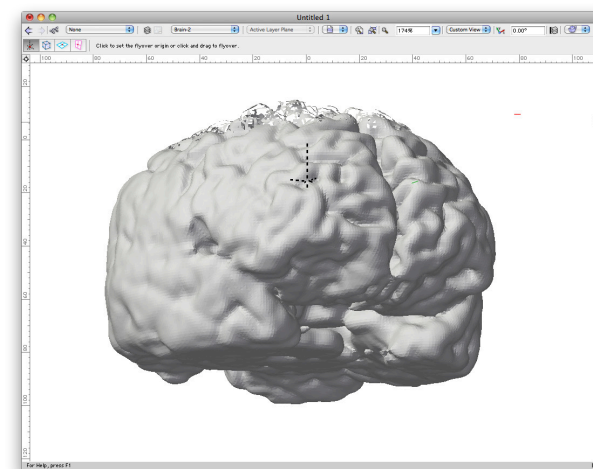 Untitled 1
None Brain-2 Active Layer Plane 174% Custom View 0.00°
Click to set the flyover origin or click and drag to flyover.
100 80 60 40 20 0 20 40 60 80 100
20
0
20
40
60
80
100
120
For Help, press F1